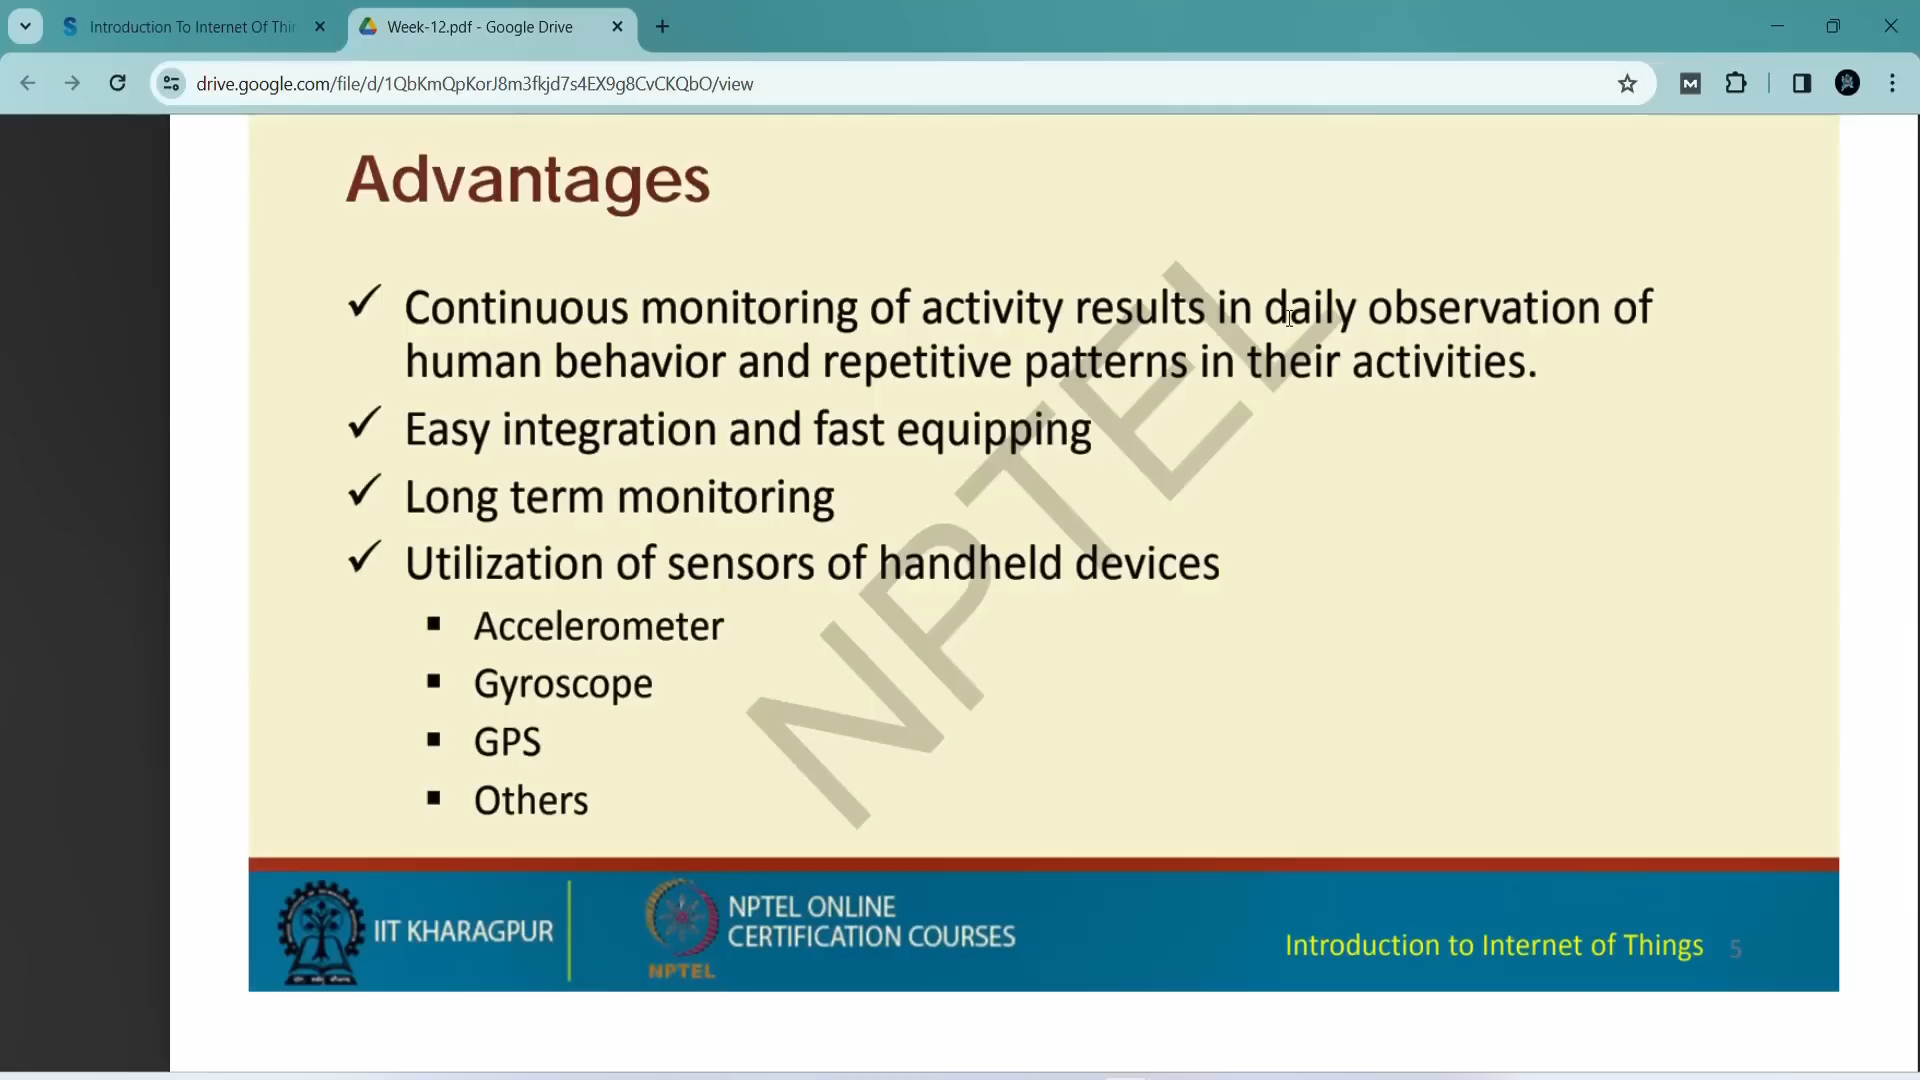 Introduction To Internet Of Thin
Week-12.pdf - Google Drive
drive.google.com/file/d/1QbKmQpKorJ8m3fkjd7s4EX9g8CvCKQbO/view
Advantages
✓ Continuous monitoring of activity results in daily observation of
human behavior and repetitive patterns in their activities.
✓ Easy integration and fast equipping
✓ Long term monitoring
✓ Utilization of sensors of handheld devices
▪ Accelerometer
▪ Gyroscope
▪ GPS
▪ Others
NPTEL
IIT KHARAGPUR
NPTEL
NPTEL ONLINE
CERTIFICATION COURSES
Introduction to Internet of Things 5